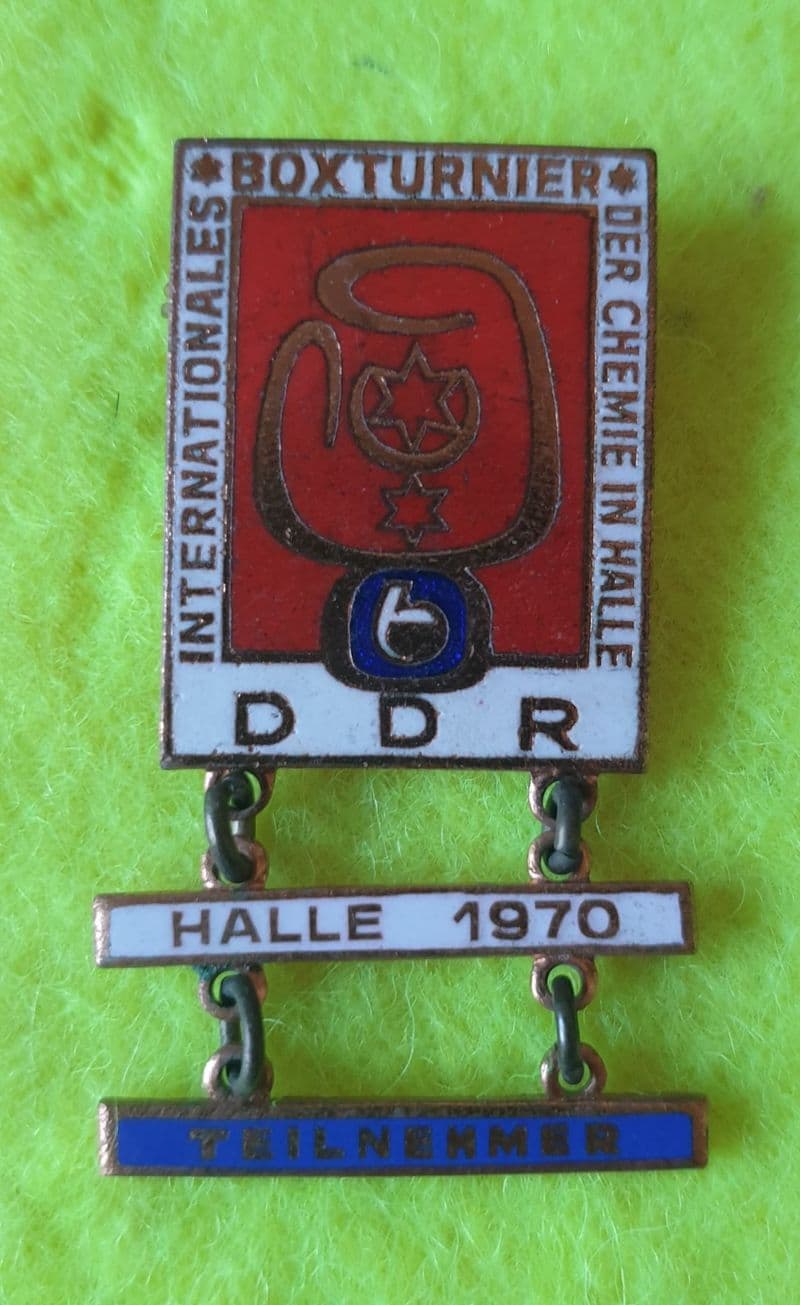 INTERNATIONALES
BOXTURNIER
DER CHEMIE IN HALLE
DDR
HALLE 1970
TEILNEHMER